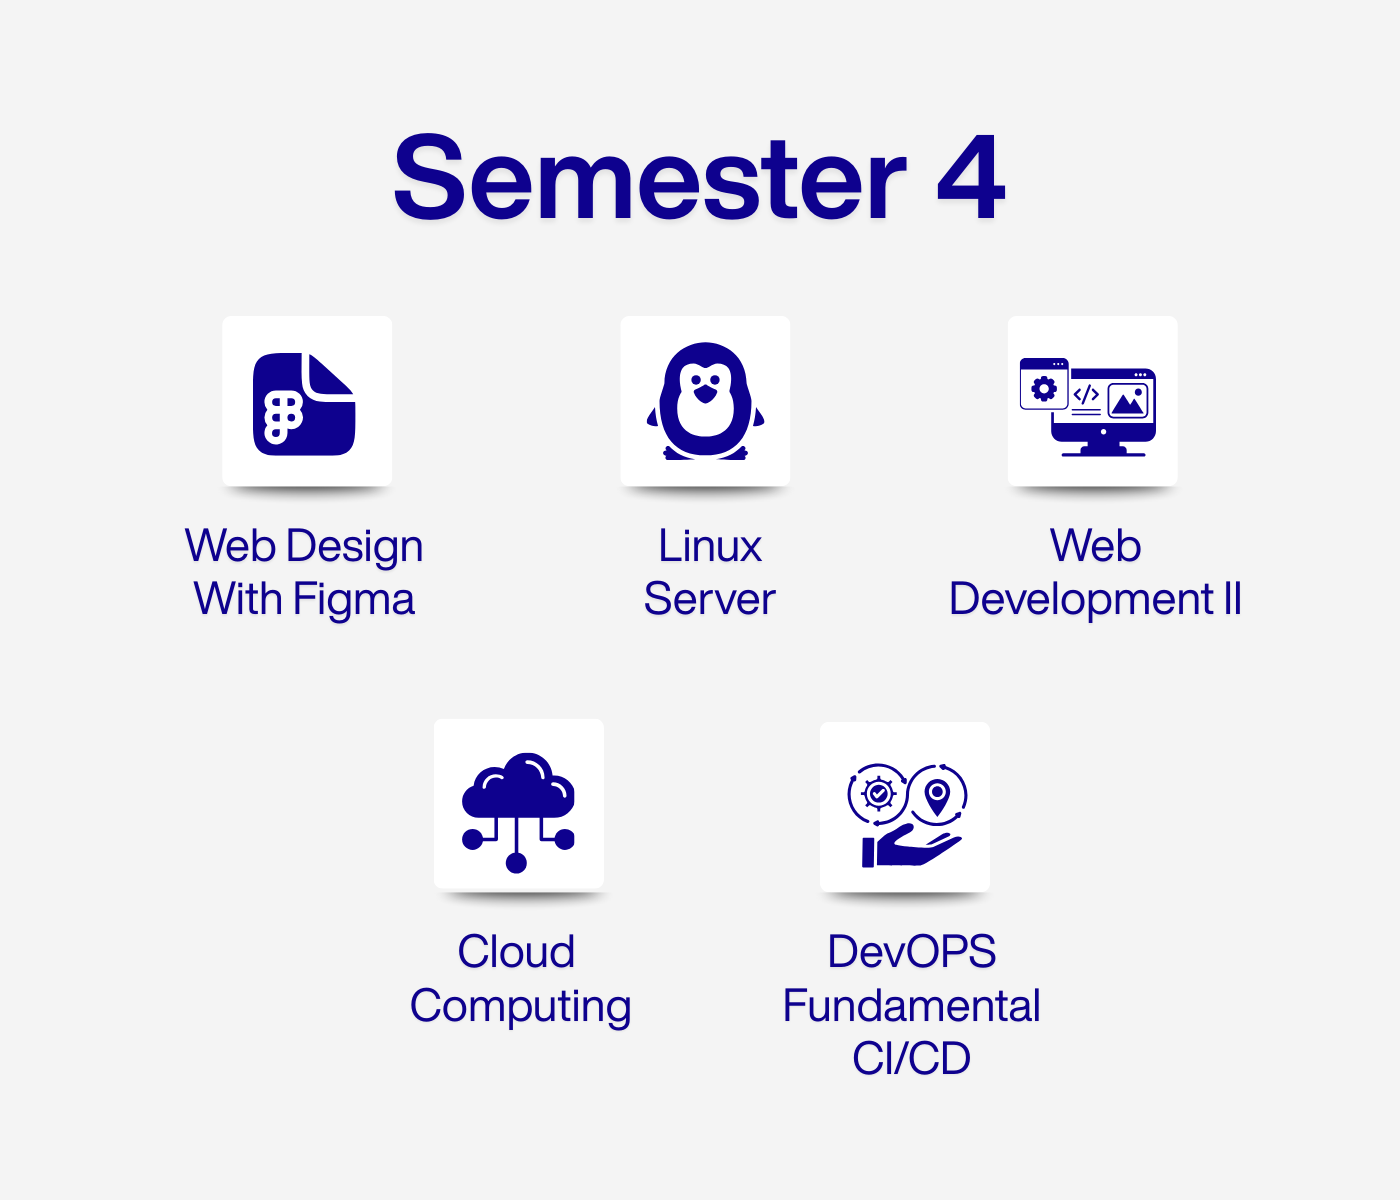 Semester 4
Web Design
With Figma
Linux
Server
Web
Development II
Cloud
Computing
DevOPS
Fundamental
CI/CD